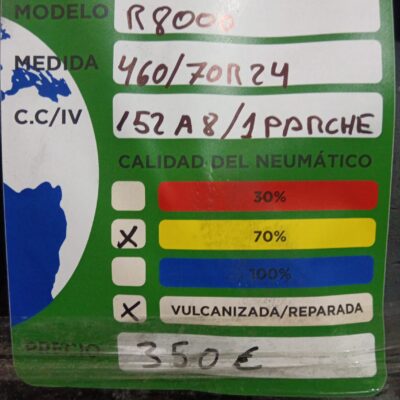 MODELO R8000
MEDIDA 460/70R24
C.C/IV 152 A8/1 PARCHE
CALIDAD DEL NEUMÁTICO
30%
X 70%
100%
X VULCANIZADA/REPARADA
PRECIO 350€